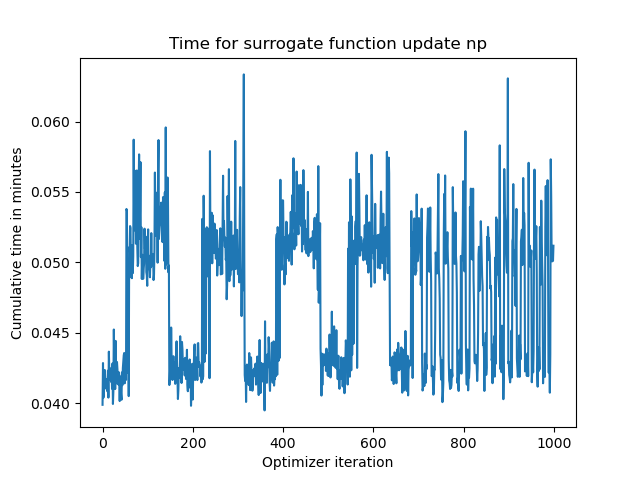 Time for surrogate function update np
Cumulative time in minutes
0.060
0.055
0.050
0.045
0.040
0 200 400 600 800 1000
Optimizer iteration